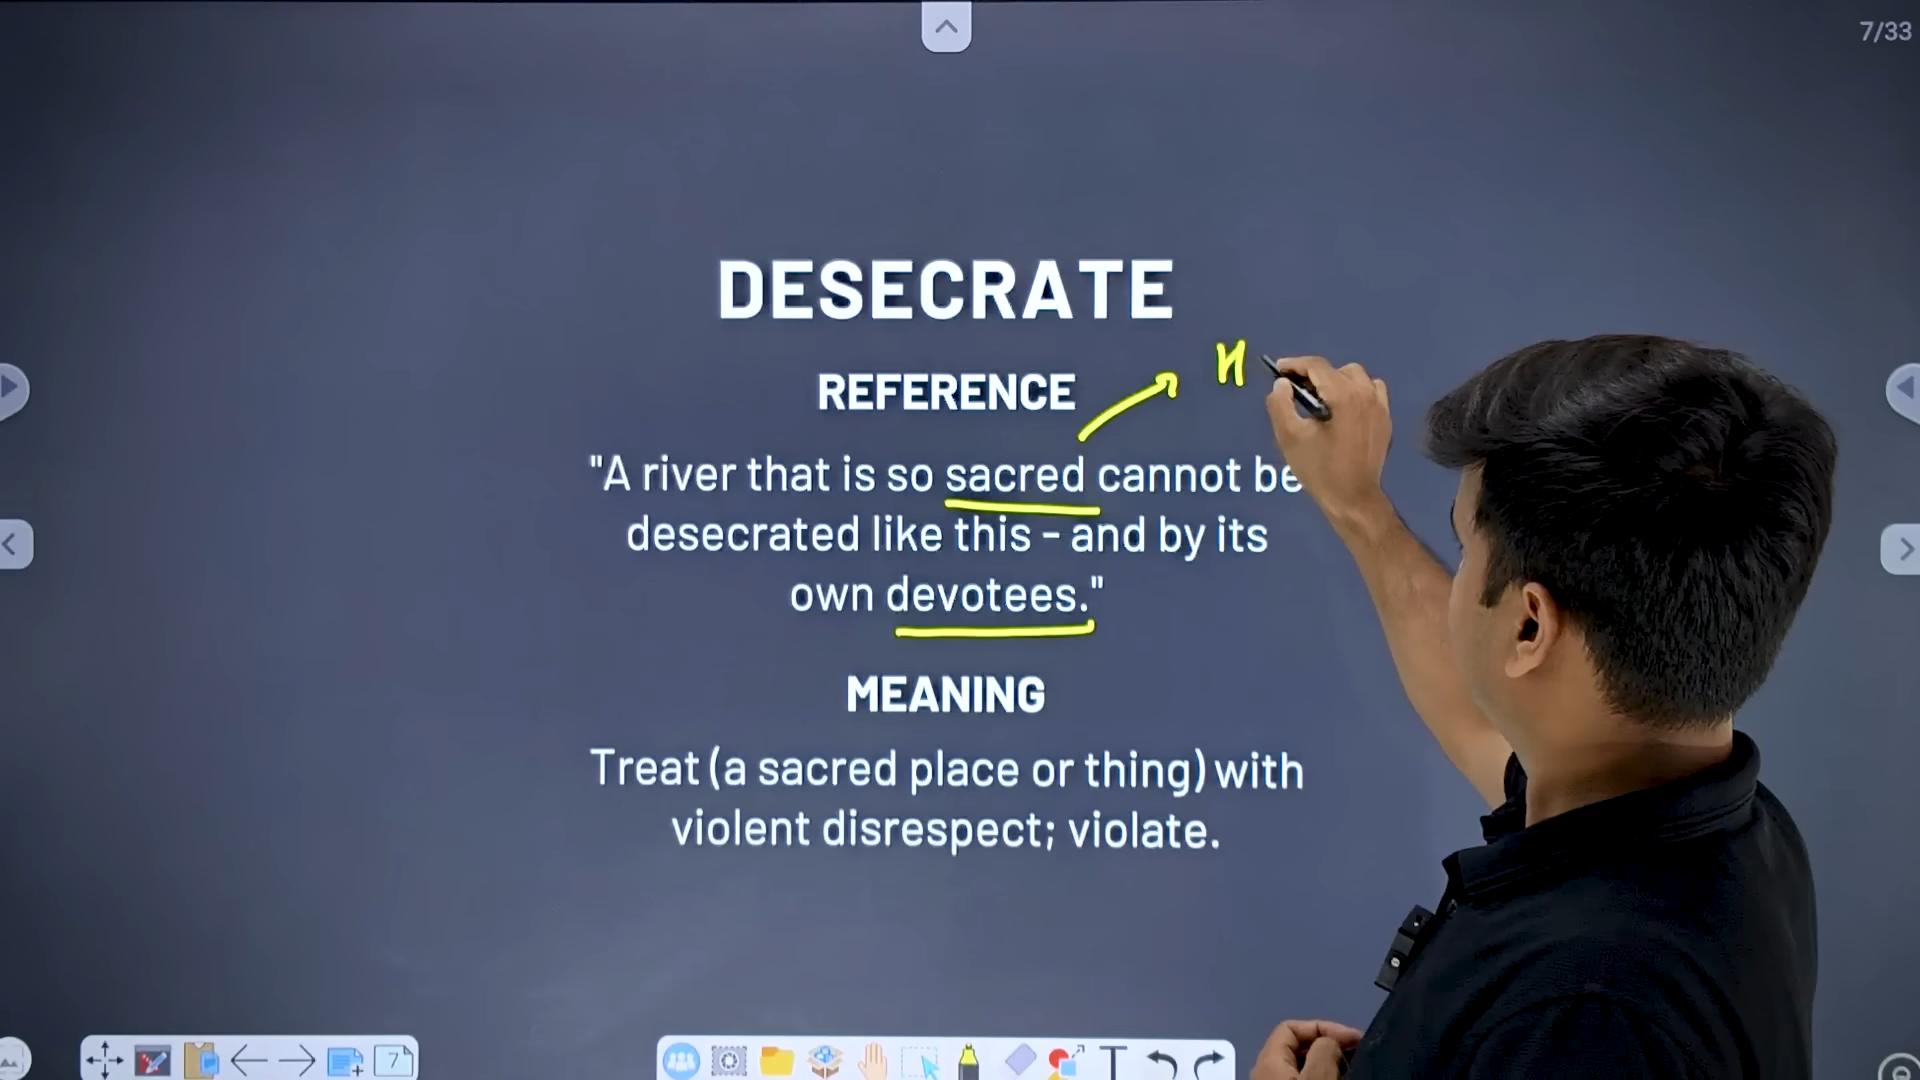 7/33
DESECRATE
REFERENCE
"A river that is so sacred cannot be
desecrated like this - and by its
own devotees."
MEANING
Treat (a sacred place or thing) with
violent disrespect; violate.
7